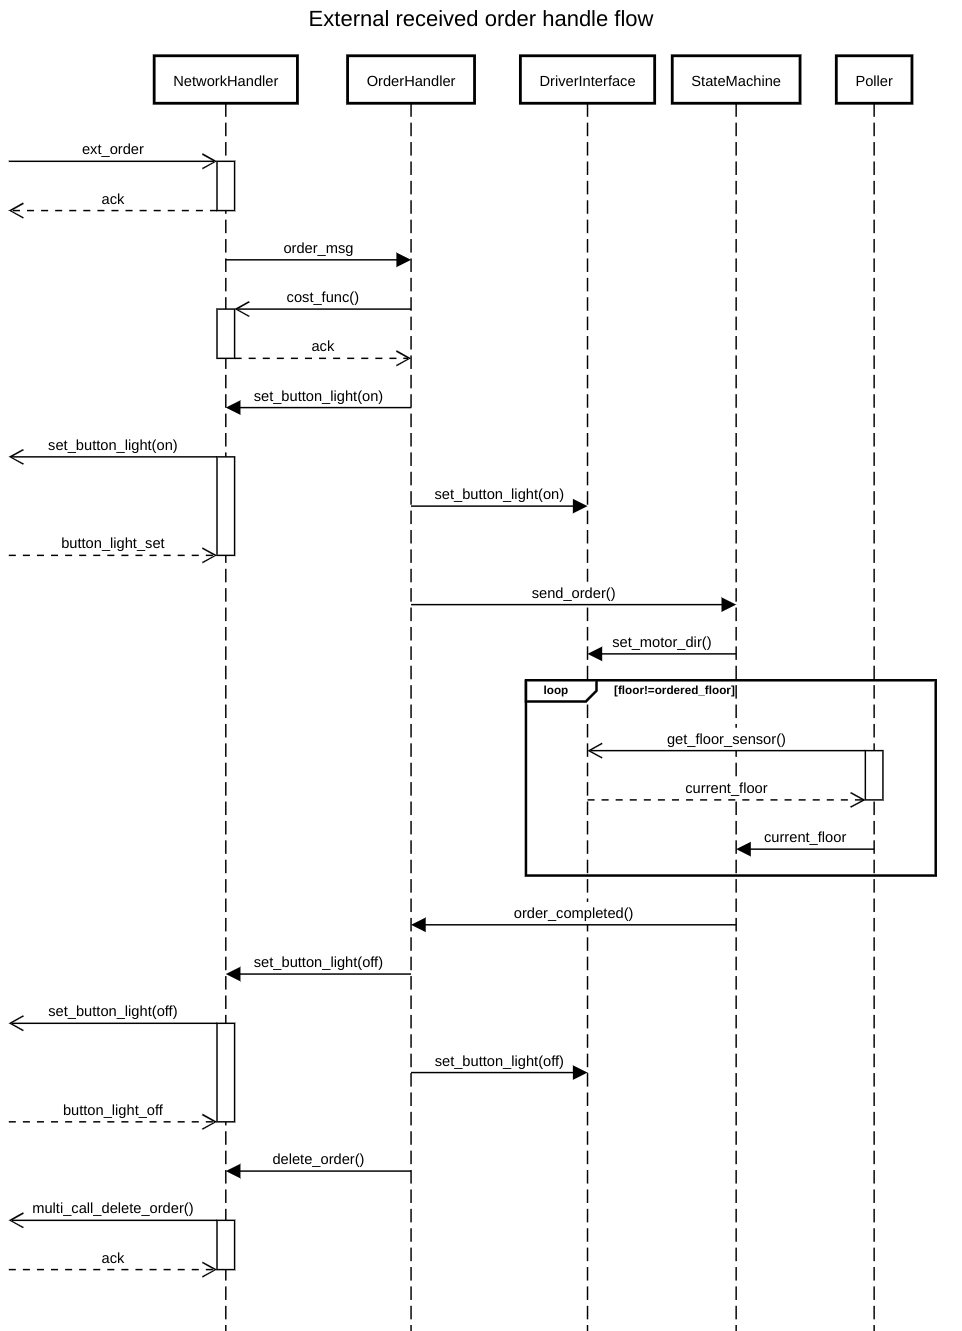 External received order handle flow
NetworkHandler
OrderHandler
DriverInterface
StateMachine
Poller
ext_order
ack
order_msg
cost_func()
ack
set_button_light(on)
set_button_light(on)
set_button_light(on)
button_light_set
send_order()
set_motor_dir()
loop [floor!=ordered_floor]
get_floor_sensor()
current_floor
current_floor
order_completed()
set_button_light(off)
set_button_light(off)
set_button_light(off)
button_light_off
delete_order()
multi_call_delete_order()
ack